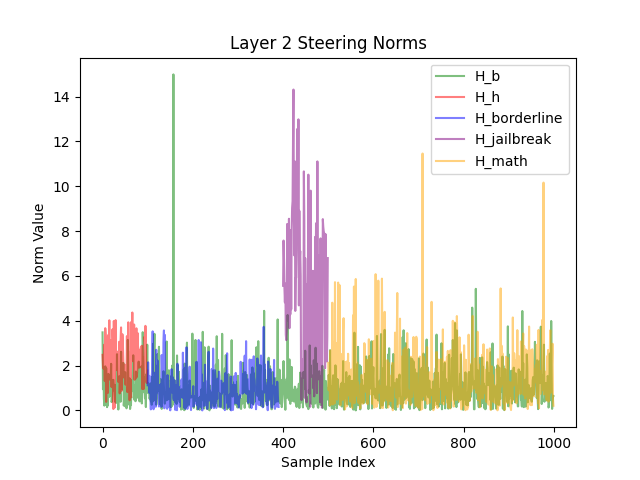 Layer 2 Steering Norms
H_b
H_h
H_borderline
H_jailbreak
H_math
Norm Value
14
12
10
8
6
4
2
0
0 200 400 600 800 1000
Sample Index